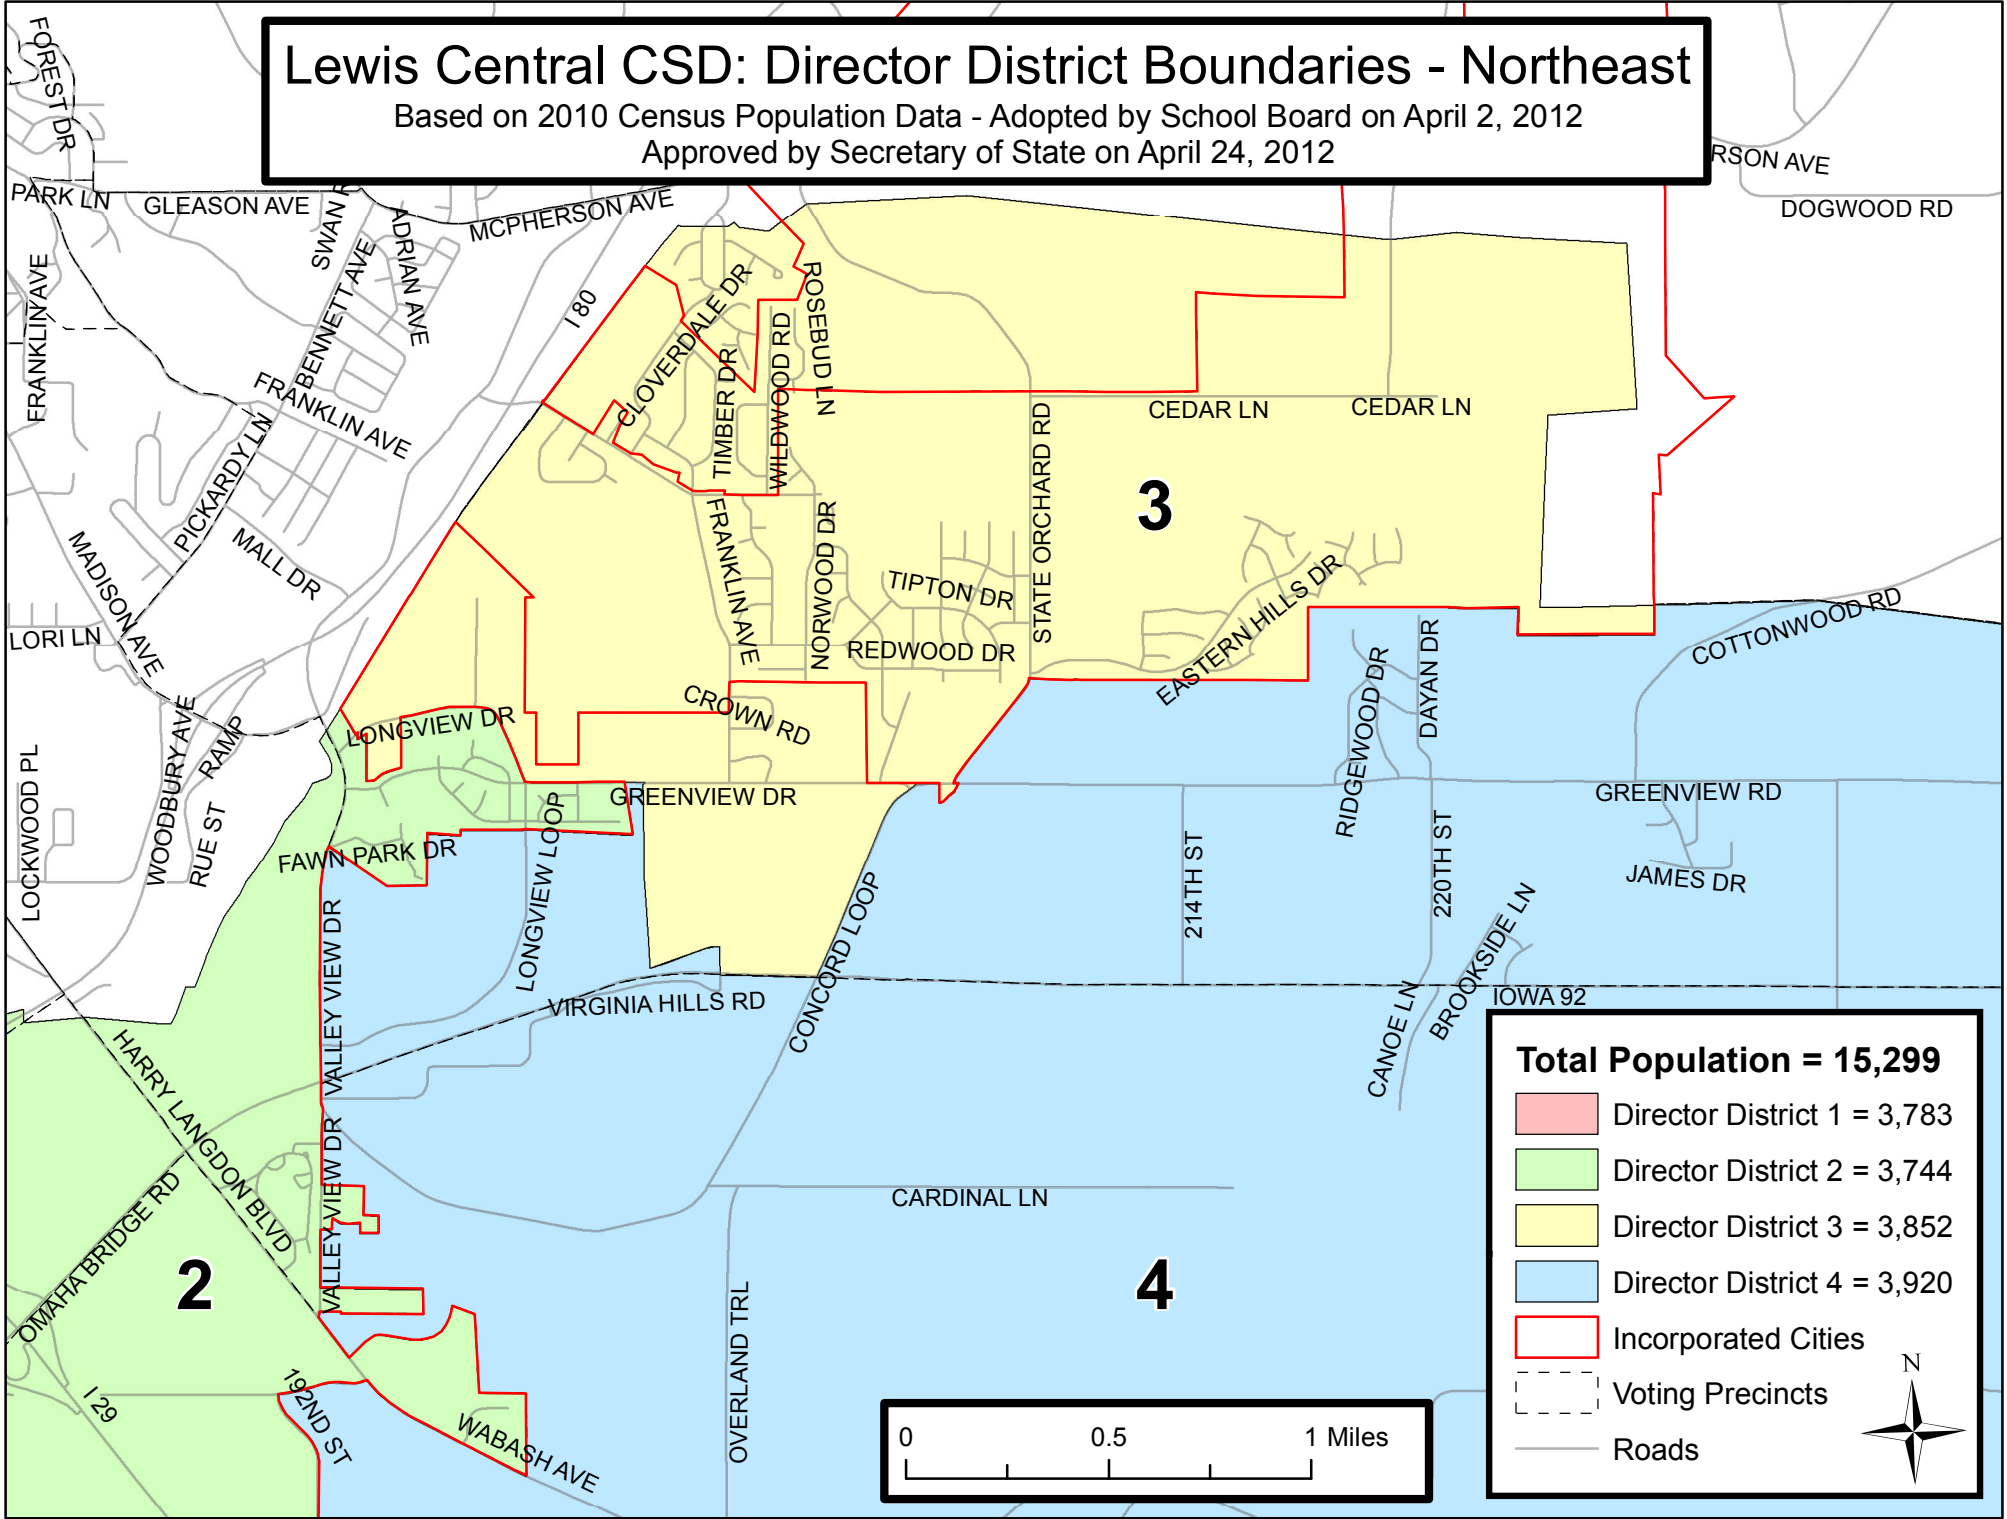 Lewis Central CSD: Director District Boundaries - Northeast
Based on 2010 Census Population Data - Adopted by School Board on April 2, 2012
Approved by Secretary of State on April 24, 2012
FOREST DR
PARK LN
GLEASON AVE
SWAN R
ADRIAN AVE
MCPHERSON AVE
RSON AVE
DOGWOOD RD
FRANKLIN AVE
BENNETT AVE
I 80
CLOVERDALE DR
ROSEBUD LN
TIMBER DR
WILDWOOD RD
FRANKLIN AVE
PICKARDY LN
CEDAR LN
CEDAR LN
STATE ORCHARD RD
3
MALL DR
MADISON AVE
FRANKLIN AVE
NORWOOD DR
TIPTON DR
REDWOOD DR
EASTERN HILLS DR
LORI LN
COTTONWOOD RD
RIDGEWOOD DR
DAYAN DR
CROWN RD
LONGVIEW DR
WOODBURY AVE
RAMP
LOCKWOOD PL
RUE ST
GREENVIEW DR
GREENVIEW RD
FAWN PARK DR
LONGVIEW LOOP
CONCORD LOOP
214TH ST
220TH ST
JAMES DR
BROOKSIDE LN
VALLEY VIEW DR
VIRGINIA HILLS RD
CANOE LN
IOWA 92
HARRY LANGDON BLVD
VALLEY VIEW DR
OMAHA BRIDGE RD
CARDINAL LN
2
4
OVERLAND TRL
I 29
192ND ST
WABASH AVE
0 0.5 1 Miles
Total Population = 15,299
Director District 1 = 3,783
Director District 2 = 3,744
Director District 3 = 3,852
Director District 4 = 3,920
Incorporated Cities
Voting Precincts
Roads
N